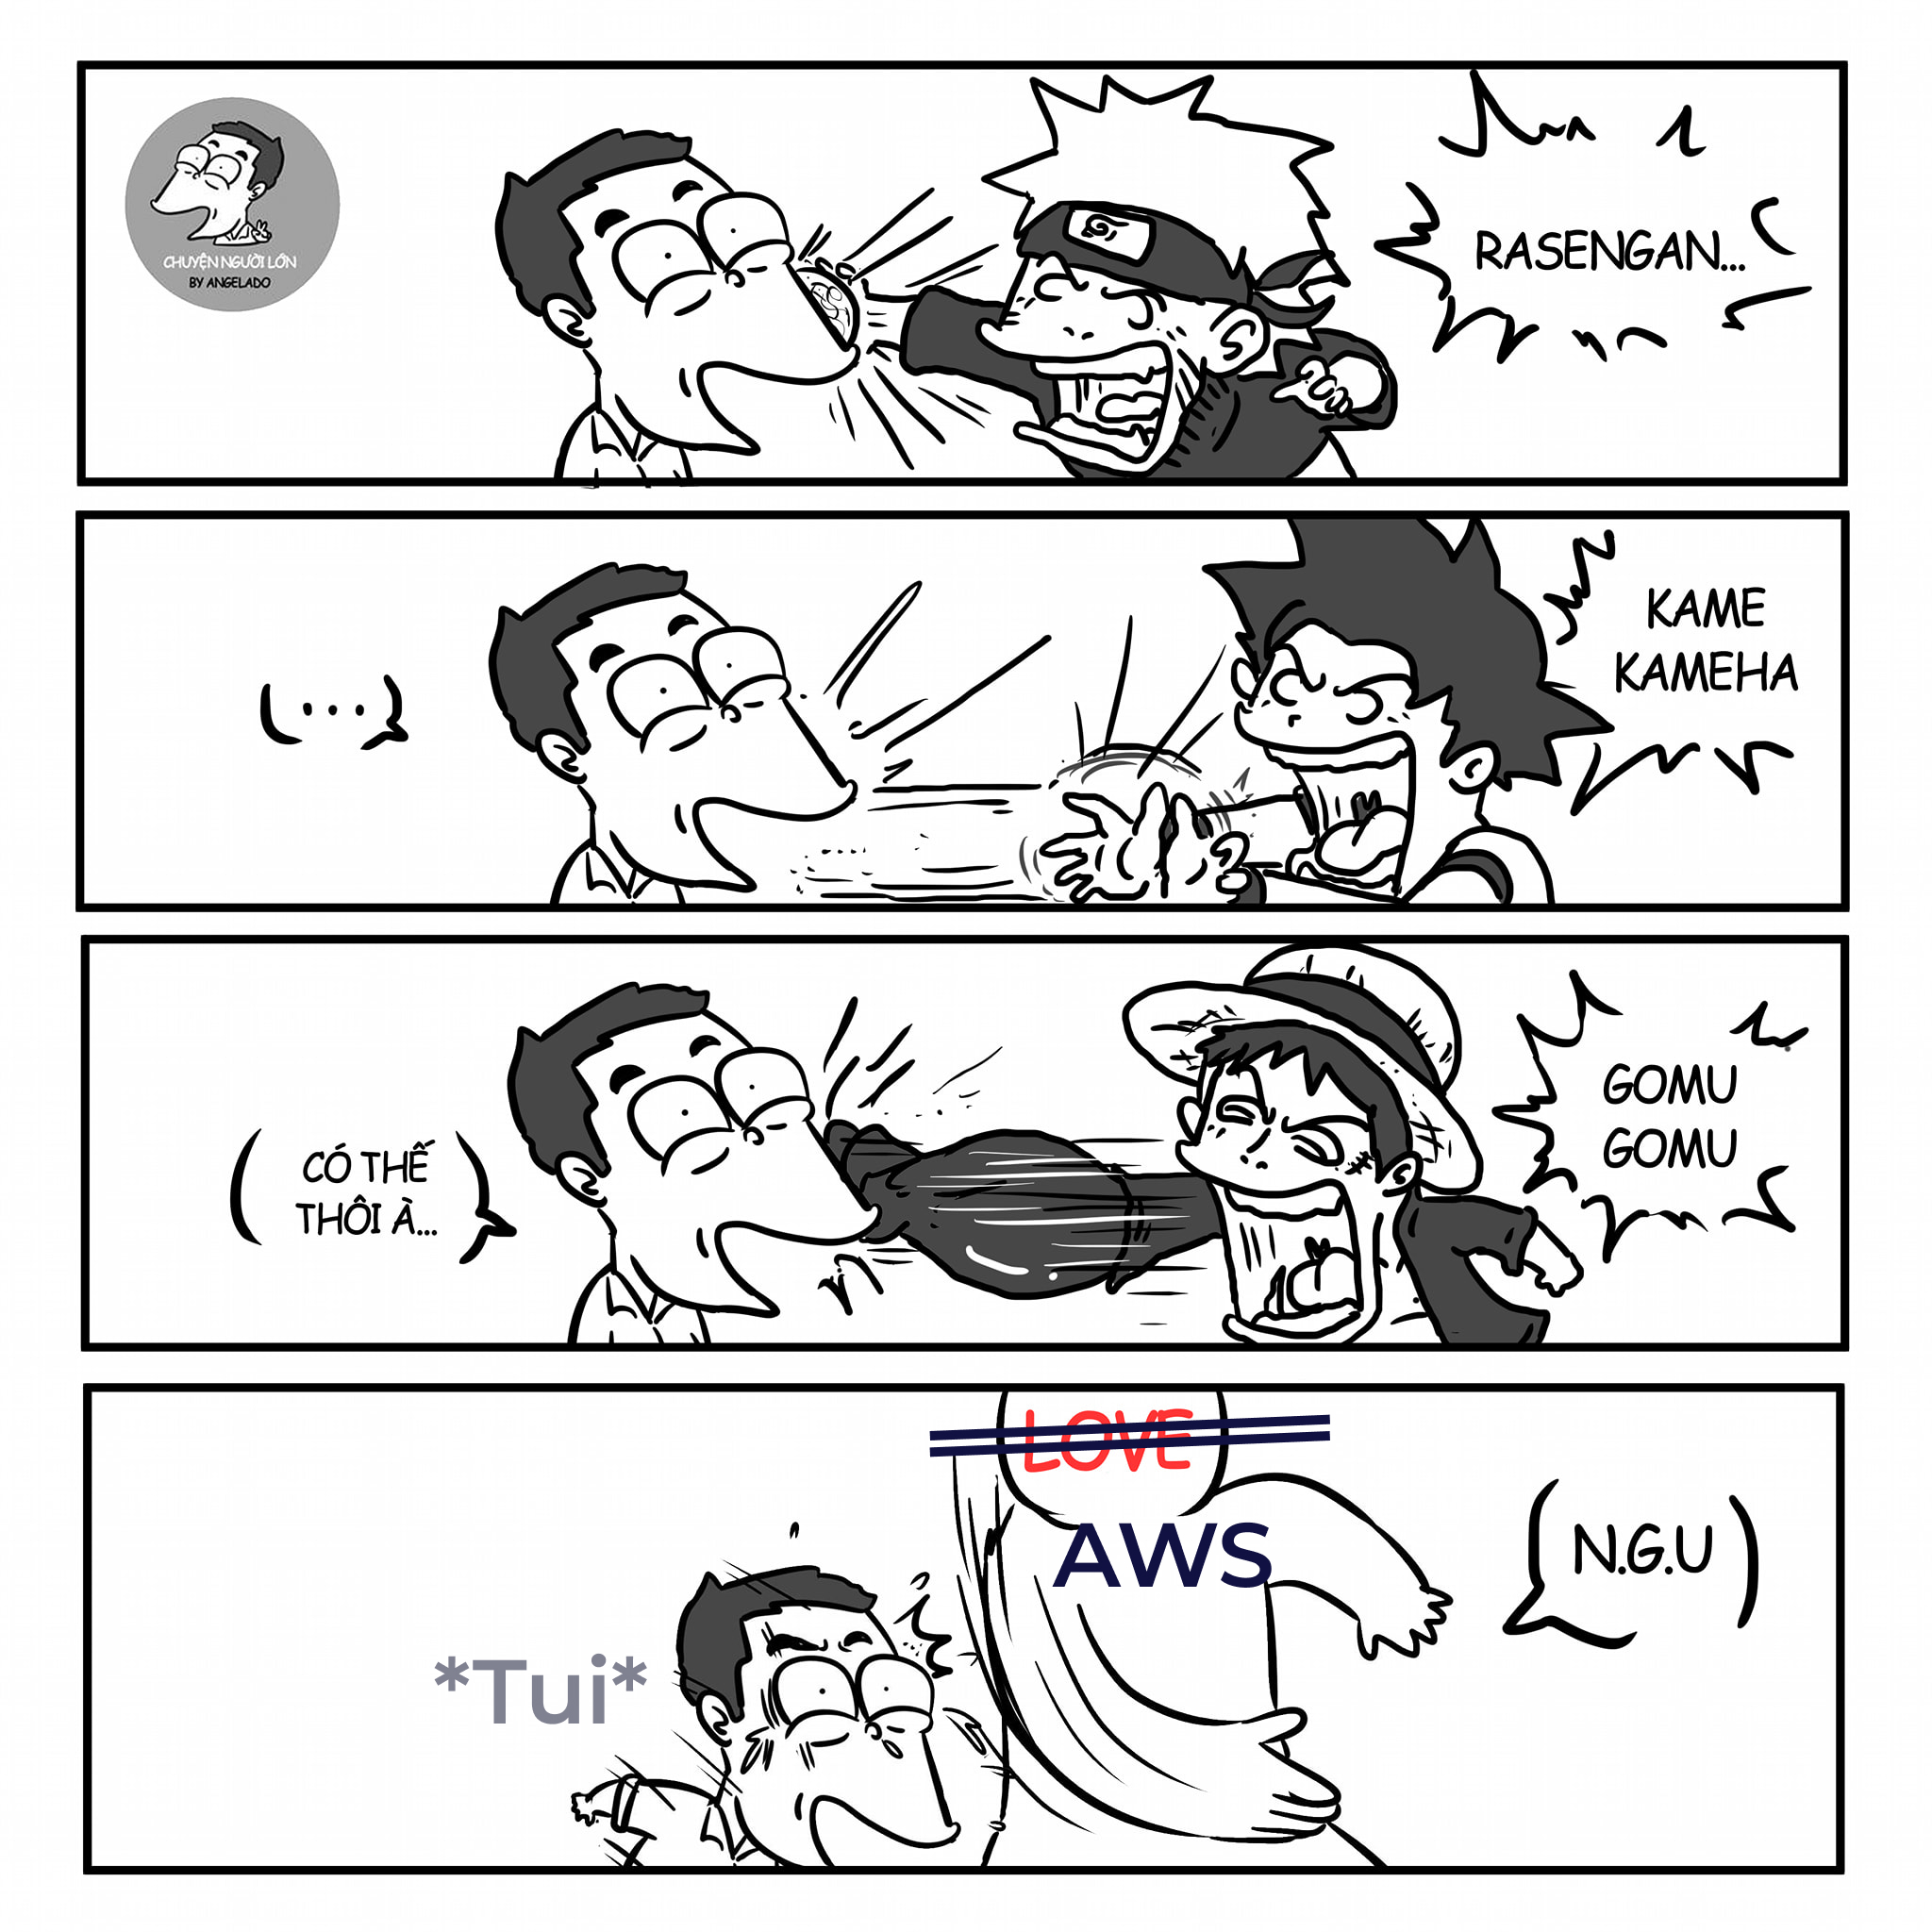 CHUYỆN NGƯỜI LỚN
BY ANGELADO
RASENGAN...
...
KAME
KAMEHA
CÓ THẾ
THÔI À...
GOMU
GOMU
LOVE
AWS
N.G.U
*Tui*